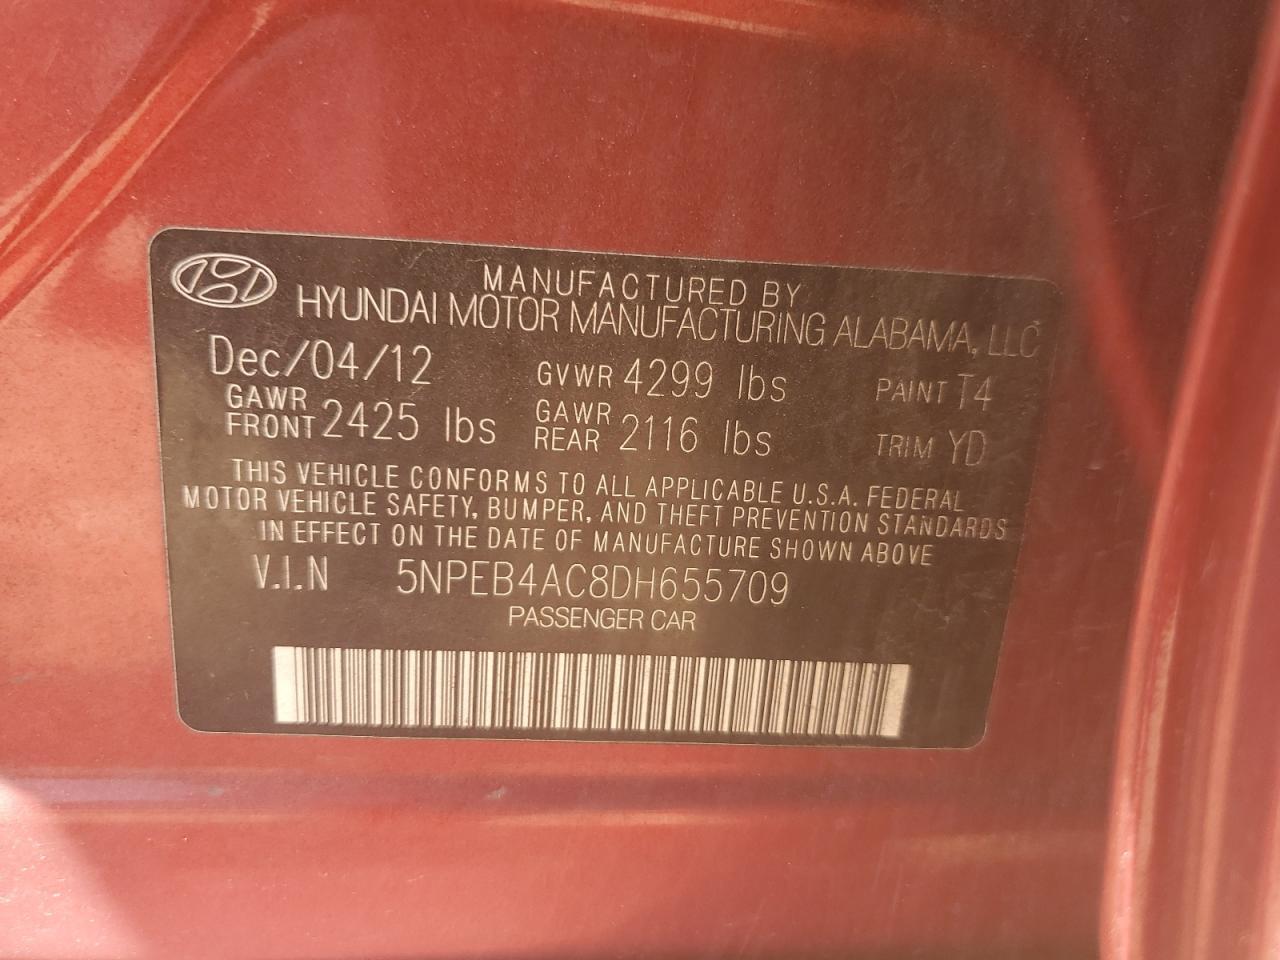 MANUFACTURED BY
HYUNDAI MOTOR MANUFACTURING ALABAMA, LLC
Dec/04/12 GVWR 4299 lbs PAINT T4
GAWR FRONT 2425 lbs GAWR REAR 2116 lbs TRIM YD
THIS VEHICLE CONFORMS TO ALL APPLICABLE U.S.A. FEDERAL
MOTOR VEHICLE SAFETY, BUMPER, AND THEFT PREVENTION STANDARDS
IN EFFECT ON THE DATE OF MANUFACTURE SHOWN ABOVE
V.I.N 5NPEB4AC8DH655709
PASSENGER CAR